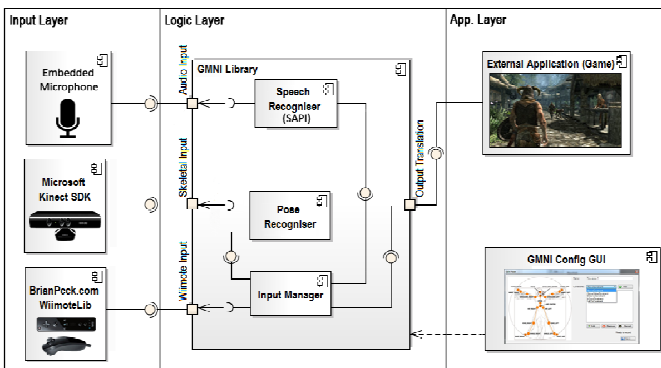 Input Layer
Logic Layer
App. Layer
Embedded
Microphone
Audio Input
GMNI Library
Speech
Recogniser
(SAPI)
External Application (Game)
Microsoft
Kinect SDK
Skeletal Input
Pose
Recogniser
Output Translation
BrianPeck.com
WiimoteLib
Wiimote Input
Input Manager
GMNI Config GUI